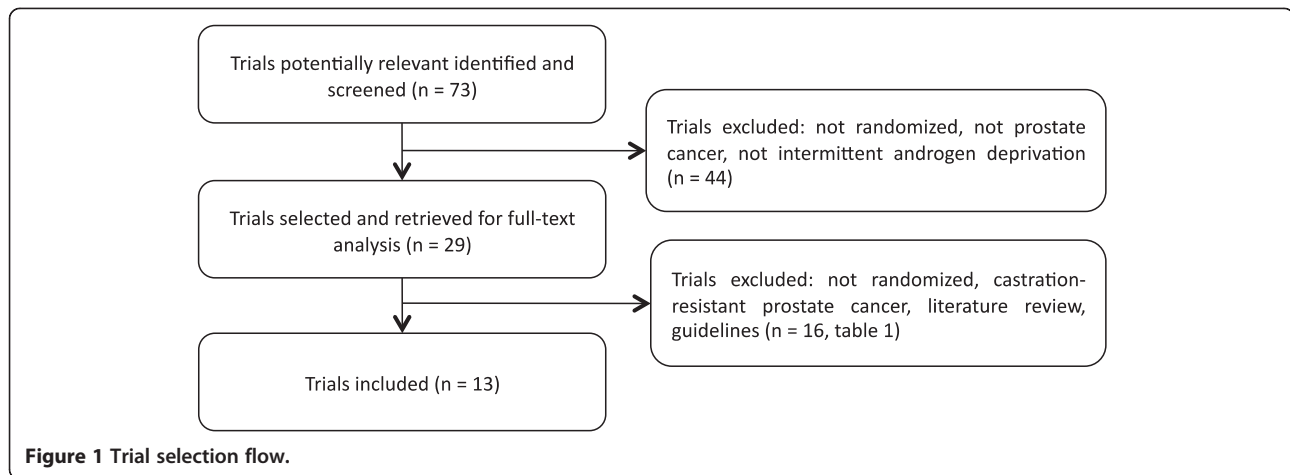 Trials potentially relevant identified and
screened (n = 73)
Trials excluded: not randomized, not prostate
cancer, not intermittent androgen deprivation
(n = 44)
Trials selected and retrieved for full-text
analysis (n = 29)
Trials excluded: not randomized, castration-
resistant prostate cancer, literature review,
guidelines (n = 16, table 1)
Trials included (n = 13)
Figure 1 Trial selection flow.